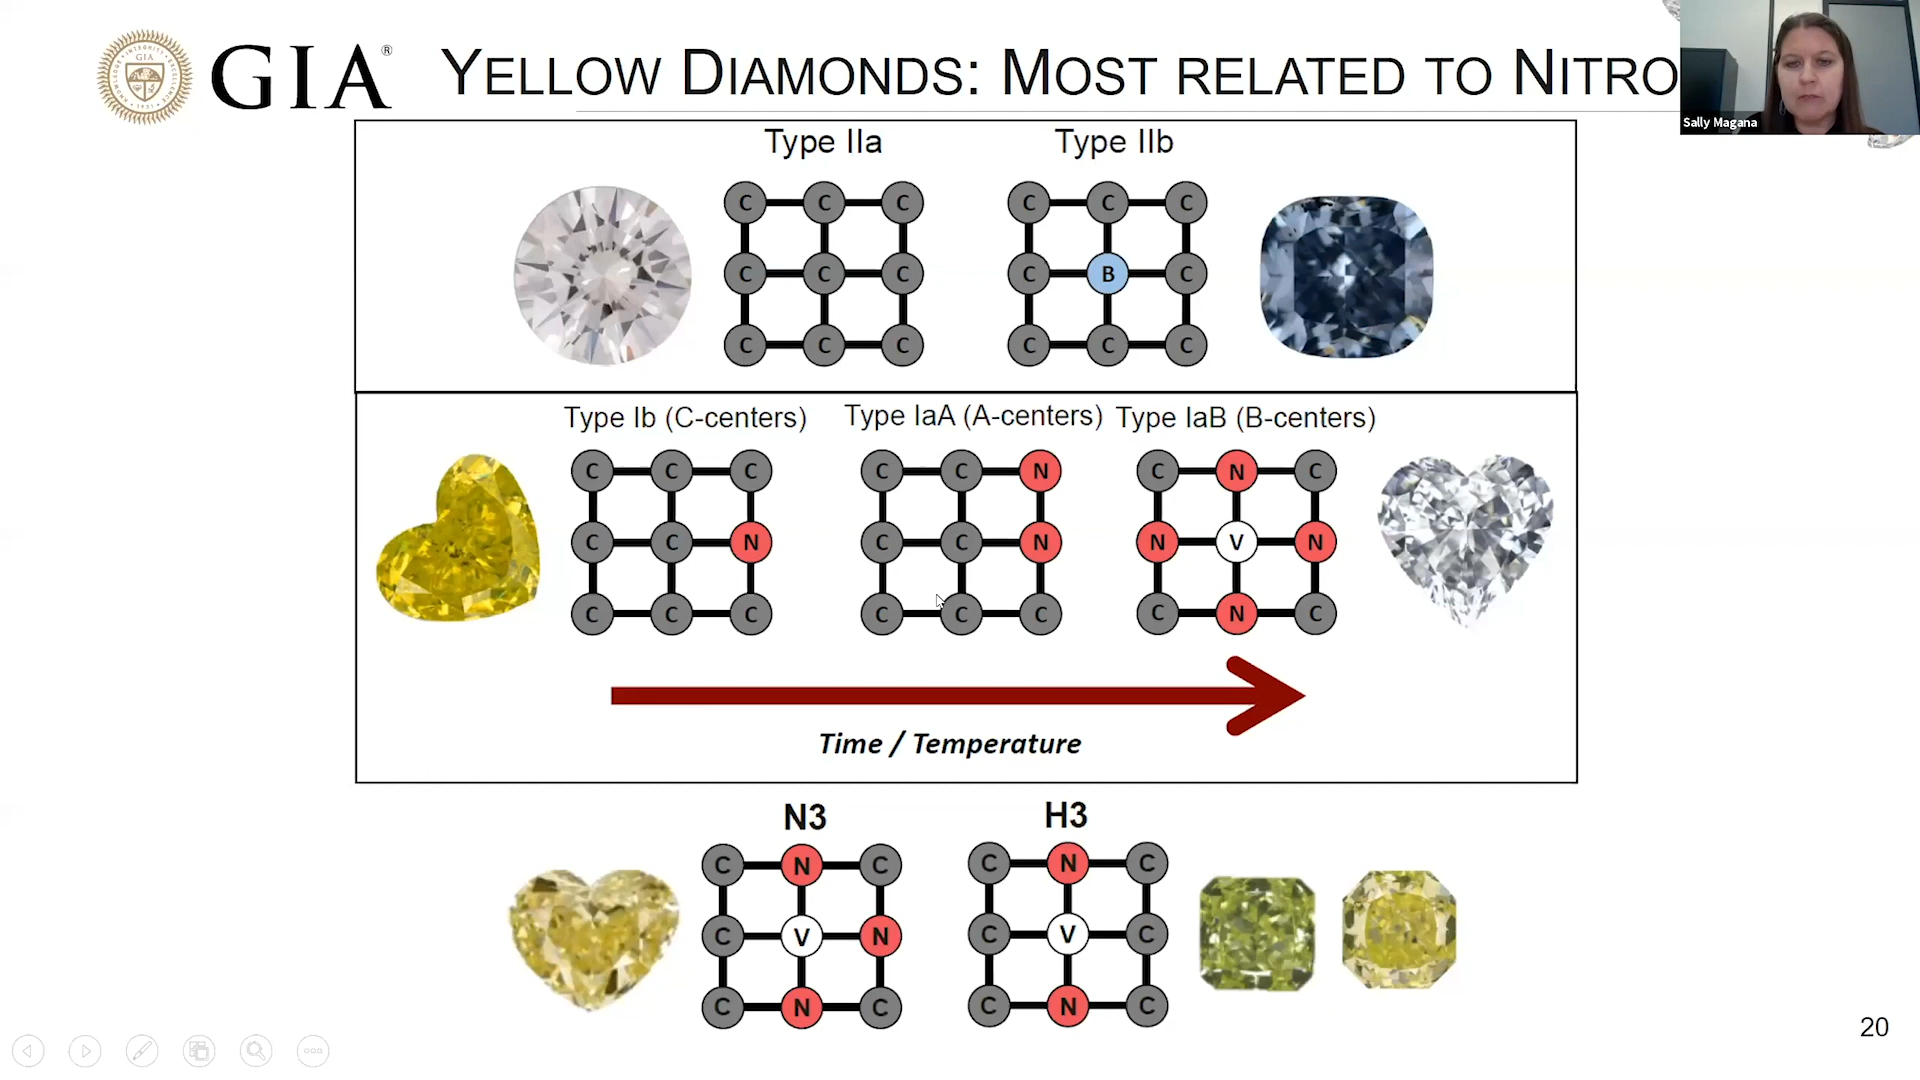 GIA®
YELLOW DIAMONDS: MOST RELATED TO NITRO
Sally Magana
Type IIa
Type IIb
C C C
C C C
C C C
C C C
C B C
C C C
Type Ib (C-centers)
Type IaA (A-centers)
Type IaB (B-centers)
C C C
C C N
C C C
C C N
C C N
C C C
C N C
N V N
C N C
Time / Temperature
N3
H3
C N C
C V N
C N C
C N C
C V C
C N C
20